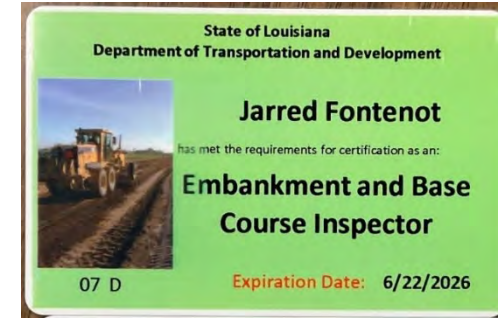 State of Louisiana
Department of Transportation and Development
Jarred Fontenot
has met the requirements for certification as an:
Embankment and Base
Course Inspector
07 D
Expiration Date: 6/22/2026